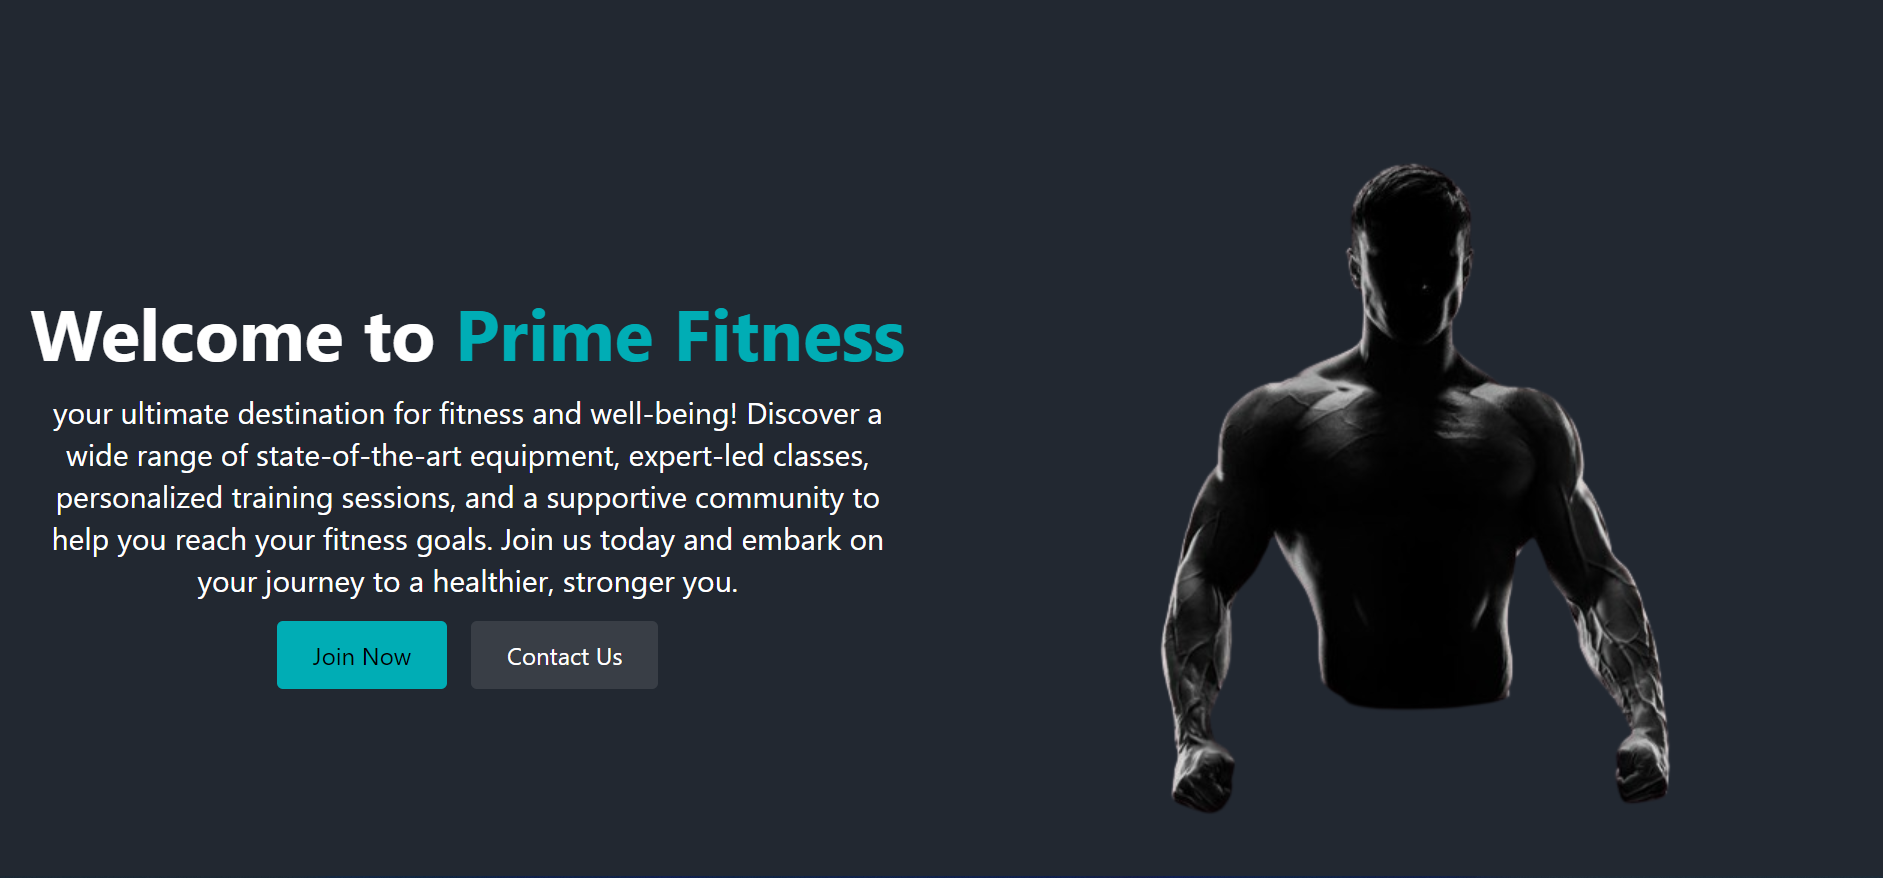 Welcome to Prime Fitness
your ultimate destination for fitness and well-being! Discover a
wide range of state-of-the-art equipment, expert-led classes,
personalized training sessions, and a supportive community to
help you reach your fitness goals. Join us today and embark on
your journey to a healthier, stronger you.
Join Now
Contact Us